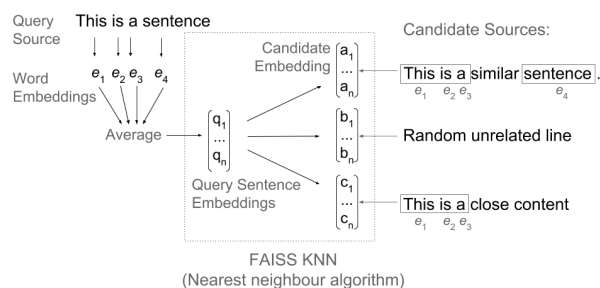 Query Source
This is a sentence
Word Embeddings
e1 e2 e3 e4
Average
q1
...
qn
Query Sentence Embeddings
Candidate Embedding
a1
...
an
b1
...
bn
c1
...
cn
Candidate Sources:
This is a similar sentence.
e1 e2 e3 e4
Random unrelated line
This is a close content
e1 e2 e3
FAISS KNN
(Nearest neighbour algorithm)